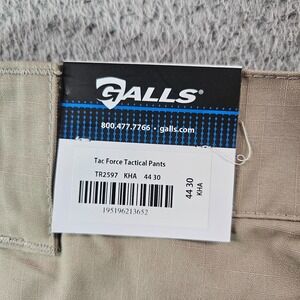 GALLS®
800.477.7766 • galls.com
Tac Force Tactical Pants
TR2597 KHA 44 30
195196213652
44 30
KHA